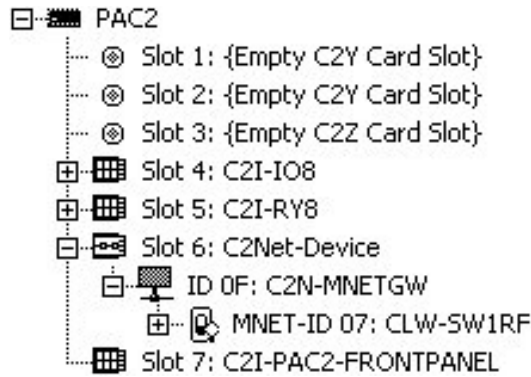 PAC2
Slot 1: {Empty C2Y Card Slot}
Slot 2: {Empty C2Y Card Slot}
Slot 3: {Empty C2Z Card Slot}
Slot 4: C2I-IO8
Slot 5: C2I-RY8
Slot 6: C2Net-Device
ID 0F: C2N-MNETGW
MNET-ID 07: CLW-SW1RF
Slot 7: C2I-PAC2-FRONTPANEL